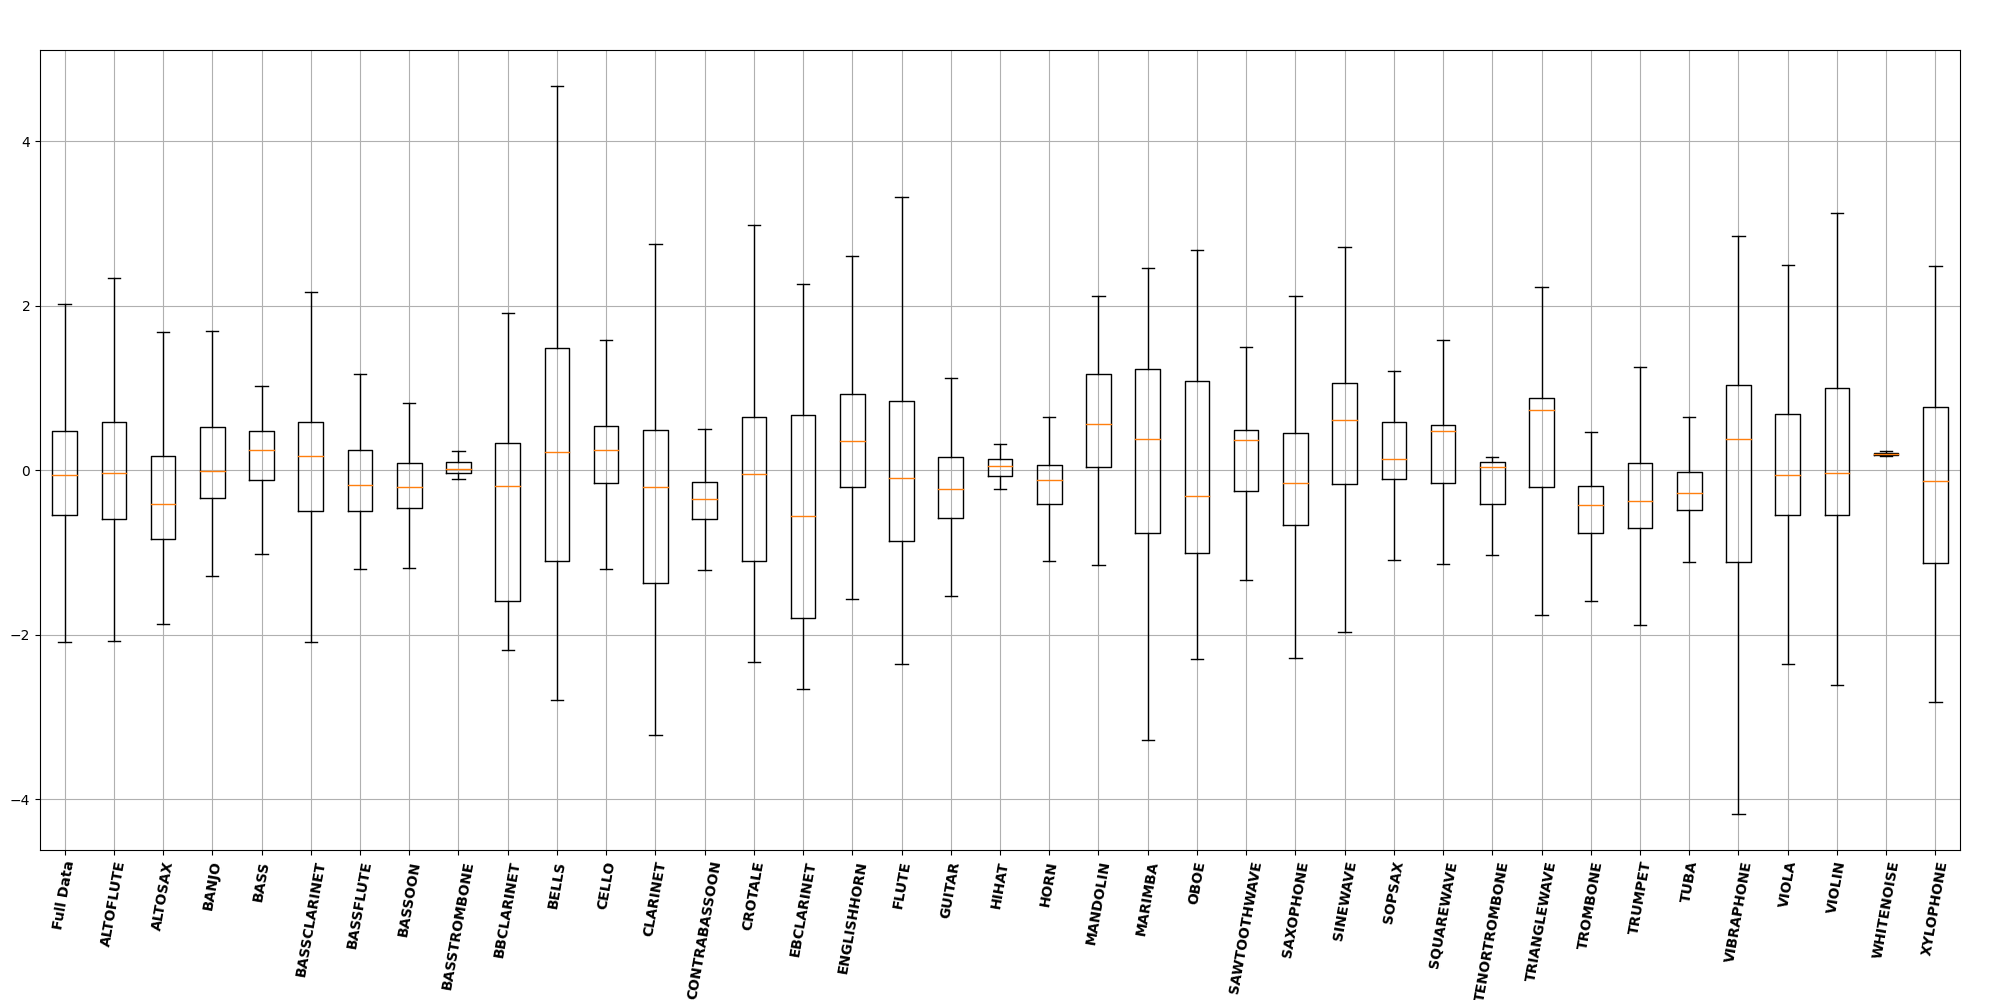 4
2
0
−2
−4
Full Data
ALTOFLUTE
ALTOSAX
BANJO
BASS
BASSCLARINET
BASSFLUTE
BASSOON
BASSTROMBONE
BBCLARINET
BELLS
CELLO
CLARINET
CONTRABASSOON
CROTALE
EBCLARINET
ENGLISHHORN
FLUTE
GUITAR
HIHAT
HORN
MANDOLIN
MARIMBA
OBOE
SAWTOOTHWAVE
SAXOPHONE
SINEWAVE
SOPSAX
SQUAREWAVE
TENORTROMBONE
TRIANGLEWAVE
TROMBONE
TRUMPET
TUBA
VIBRAPHONE
VIOLA
VIOLIN
WHITENOISE
XYLOPHONE